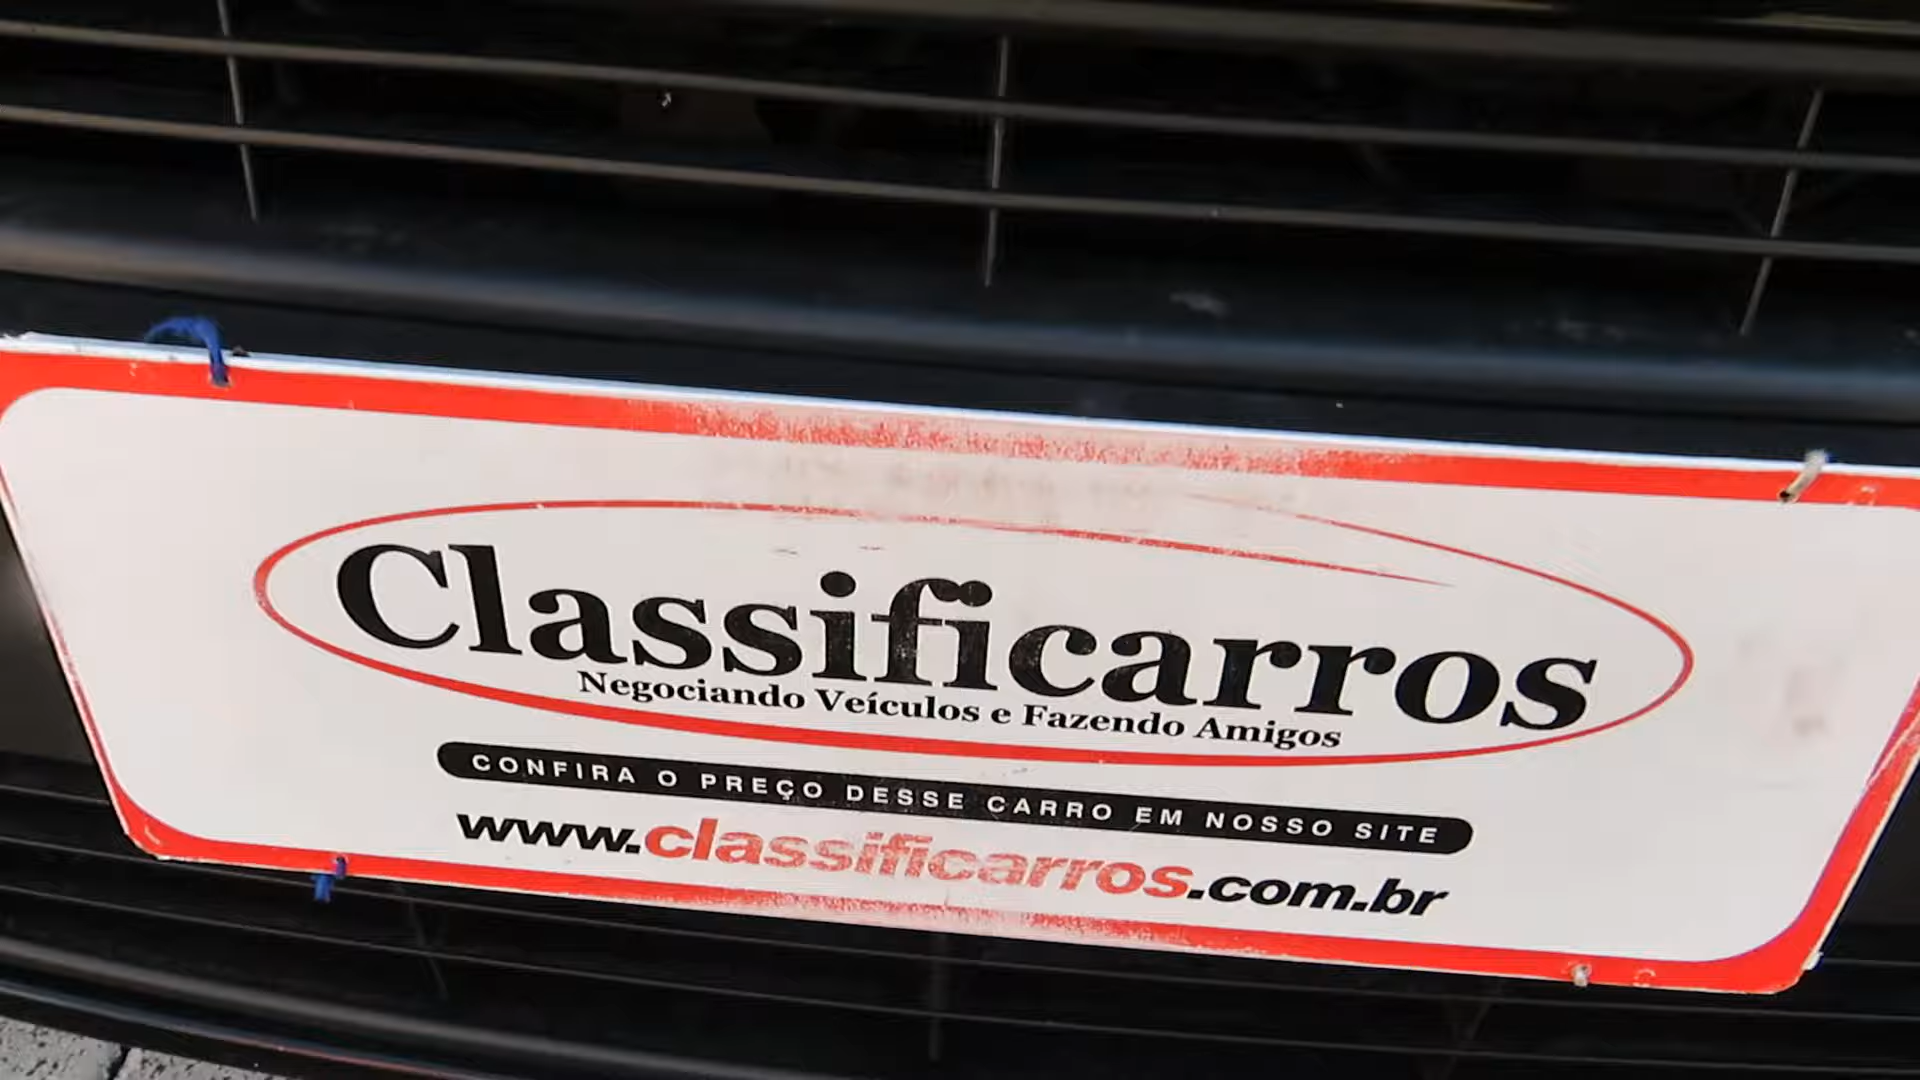 Classificarros
Negociando Veículos e Fazendo Amigos
CONFIRA O PREÇO DESSE CARRO EM NOSSO SITE
www.classificarros.com.br